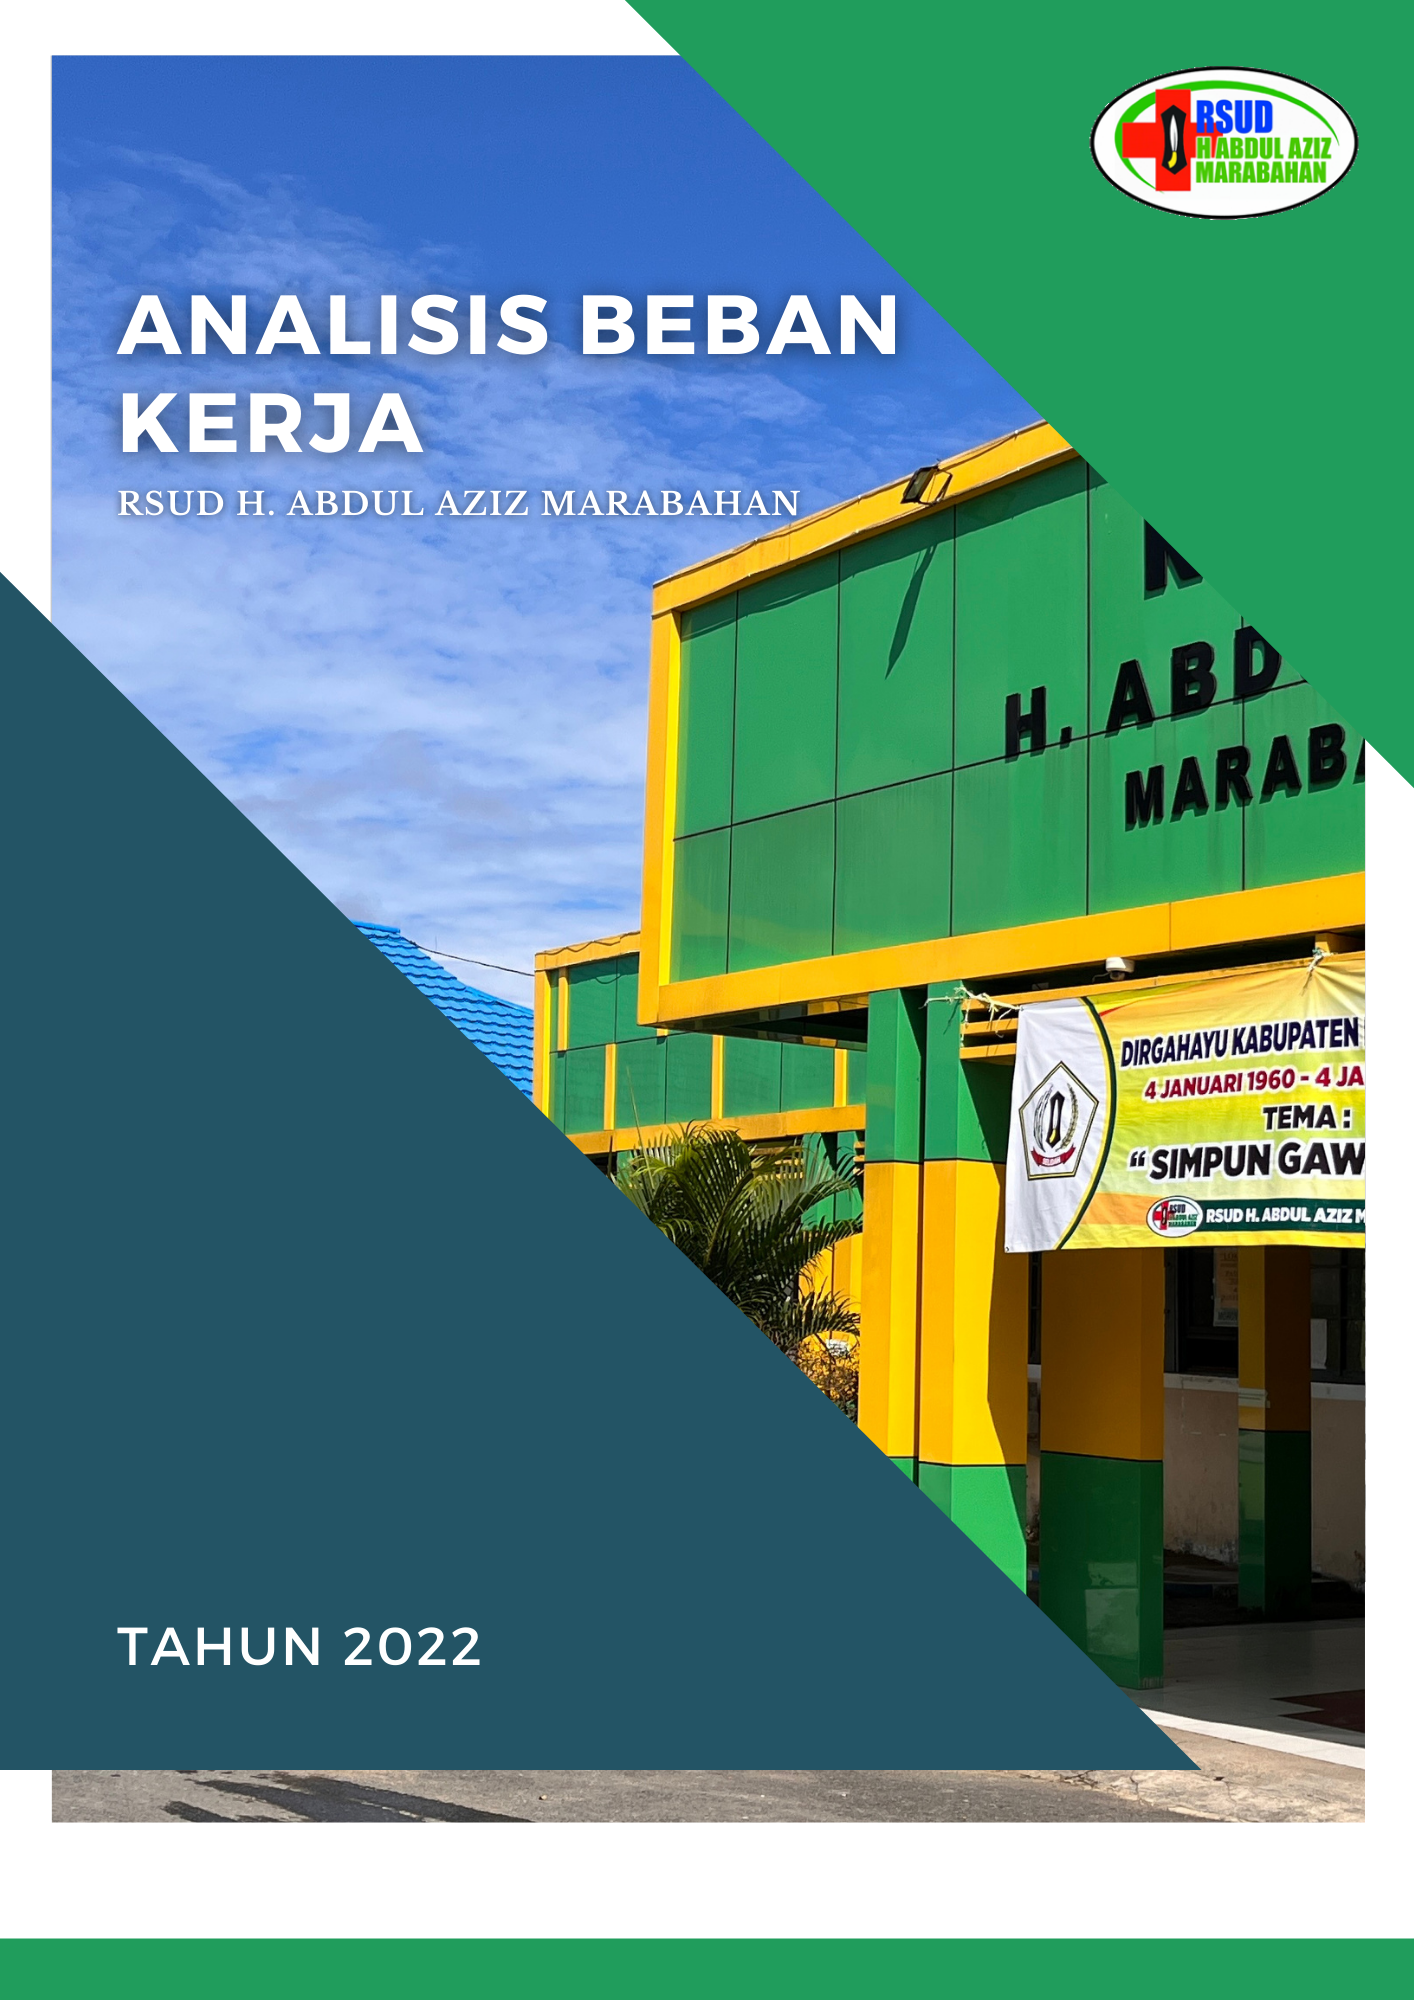 RSUD
H ABDUL AZIZ
MARABAHAN
ANALISIS BEBAN
KERJA
RSUD H. ABDUL AZIZ MARABAHAN
H. ABD
MARABA
DIRGAHAYU KABUPATEN
4 JANUARI 1960 - 4 JA
TEMA :
“ SIMPUN GAW
RSUD H. ABDUL AZIZ M
TAHUN 2022